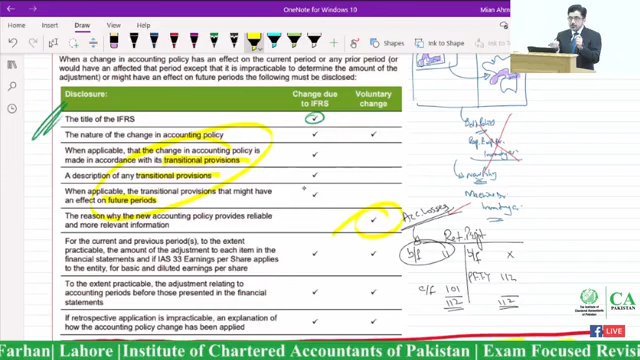 OneNote for Windows 10
Mian Ahm
Home Insert Draw View Help
Shapes Ink to Shape
When a change in accounting policy has an effect on the current period or any prior period (or
would have an affected that period except that it is impracticable to determine the amount of the
adjustment) or might have an effect on future periods the following must be disclosed:
Disclosure: Change due to IFRS Voluntary change
The title of the IFRS ✓
The nature of the change in accounting policy ✓ ✓
When applicable, that the change in accounting policy is
made in accordance with its transitional provisions ✓
A description of any transitional provisions ✓
When applicable, the transitional provisions that might have
an effect on future periods ✓
The reason why the new accounting policy provides reliable
and more relevant information ✓
For the current and previous period(s), to the extent
practicable, the amount of the adjustment to each item in the
financial statements and if IAS 33 Earnings per Share applies
to the entity, for basic and diluted earnings per share ✓ ✓
To the extent practicable, the adjustment relating to
accounting periods before those presented in the financial
statements ✓ ✓
If retrospective application is impracticable, an explanation of
how the accounting policy change has been applied ✓ ✓
Acc Losses
Ret. Profit
b/f 11 b/f x
PFTY 112
c/f 101
112 112
LIVE
CA
PAKISTAN
The Institute of Chartered Accountants of Pakistan
Farhan| Lahore |Institute of Chartered Accountants of Pakistan | Exam Focused Revis